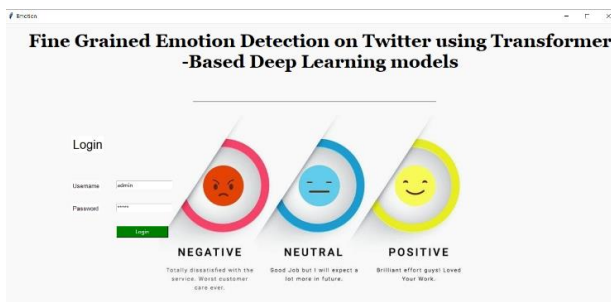 Emotion
Fine Grained Emotion Detection on Twitter using Transformer
-Based Deep Learning models
Login
Username admin
Password *****
Login
NEGATIVE
Totally dissatisfied with the
service. Worst customer
care ever.
NEUTRAL
Good Job but I will expect a
lot more in future.
POSITIVE
Brilliant effort guys! Loved
Your Work.